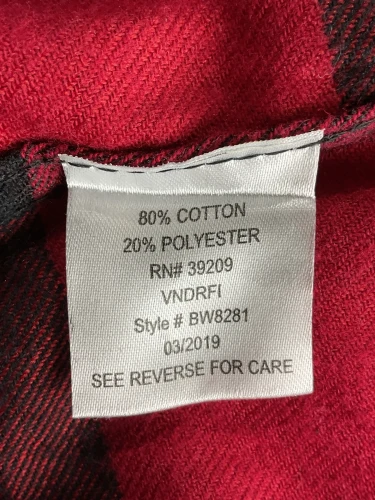 80% COTTON
20% POLYESTER
RN# 39209
VNDRFI
Style # BW8281
03/2019
SEE REVERSE FOR CARE